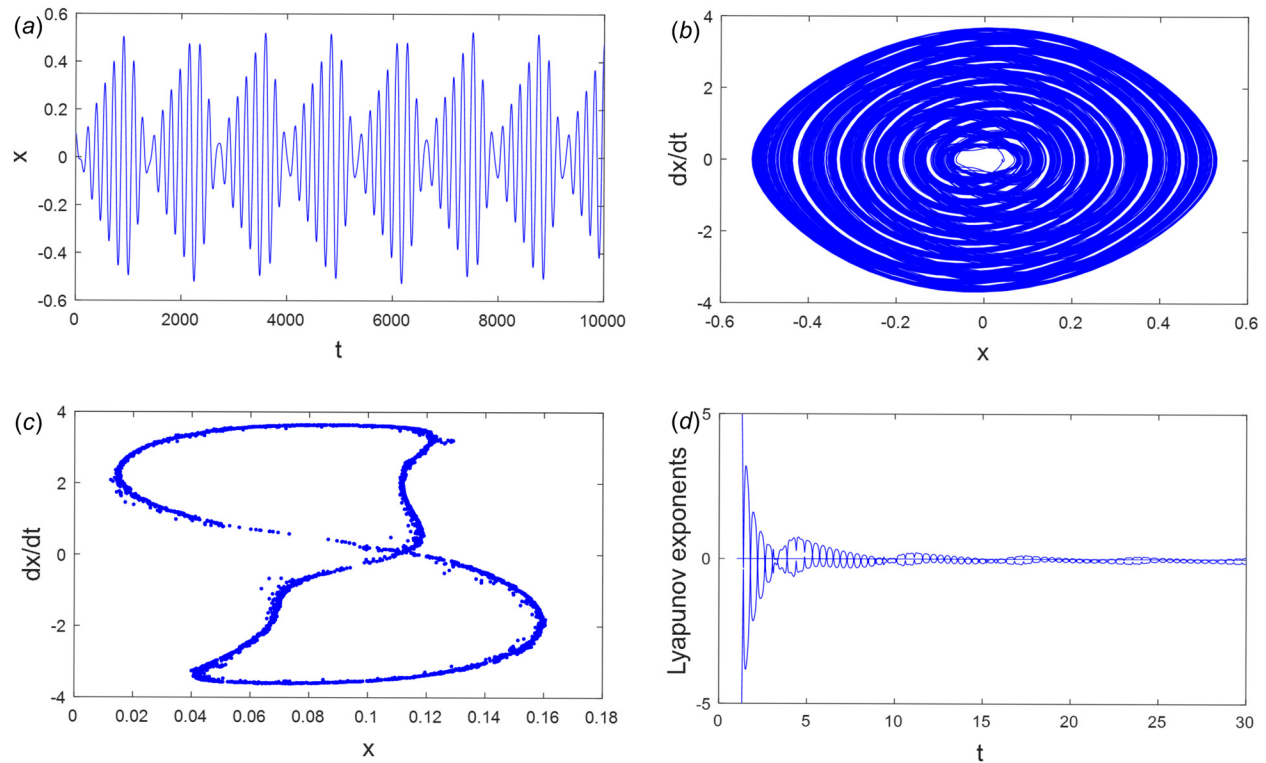 (a)
0.6
0.4
0.2
0
-0.2
-0.4
-0.6
x
0 2000 4000 6000 8000 10000
t
(b)
4
2
0
-2
-4
dx/dt
-0.6 -0.4 -0.2 0 0.2 0.4 0.6
x
(c)
4
2
0
-2
-4
dx/dt
0 0.02 0.04 0.06 0.08 0.1 0.12 0.14 0.16 0.18
x
(d)
5
0
-5
Lyapunov exponents
0 5 10 15 20 25 30
t